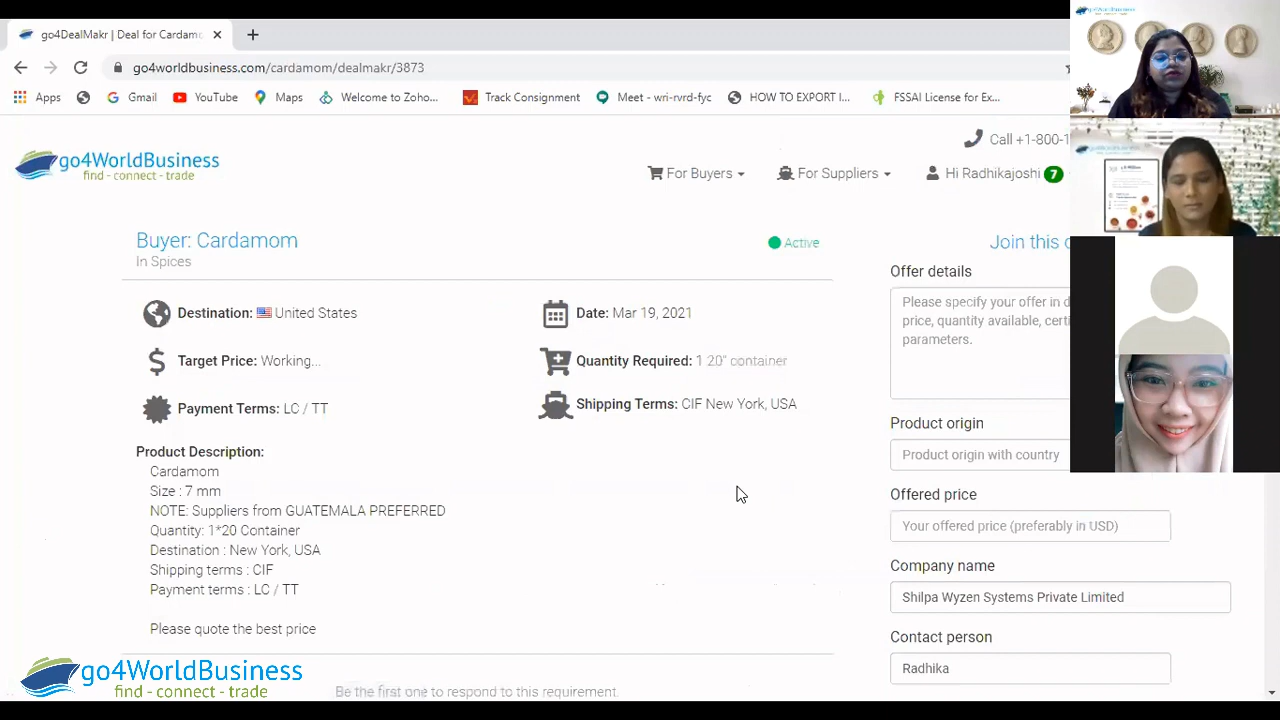 go4DealMakr | Deal for Cardamo
go4worldbusiness.com/cardamom/dealmakr/3873
Apps
Gmail
YouTube
Maps
Welcome to Zoho...
Track Consignment
Meet - wri-rvrd-fyc
HOW TO EXPORT I...
FSSAI License for Ex...
go4WorldBusiness
find - connect - trade
Call +1-800-1
For Buyers
For Suppliers
Hi Radhikajoshi 7
Buyer: Cardamom
In Spices
Active
Destination: United States
Date: Mar 19, 2021
Target Price: Working...
Quantity Required: 1 20" container
Payment Terms: LC / TT
Shipping Terms: CIF New York, USA
Product Description:
Cardamom
Size : 7 mm
NOTE: Suppliers from GUATEMALA PREFERRED
Quantity: 1*20 Container
Destination : New York, USA
Shipping terms : CIF
Payment terms : LC / TT
Please quote the best price
Be the first one to respond to this requirement.
Join this
Offer details
Please specify your offer in d
price, quantity available, certi
parameters.
Product origin
Product origin with country
Offered price
Your offered price (preferably in USD)
Company name
Shilpa Wyzen Systems Private Limited
Contact person
Radhika
go4WorldBusiness
find - connect - trade
go4WorldBusiness